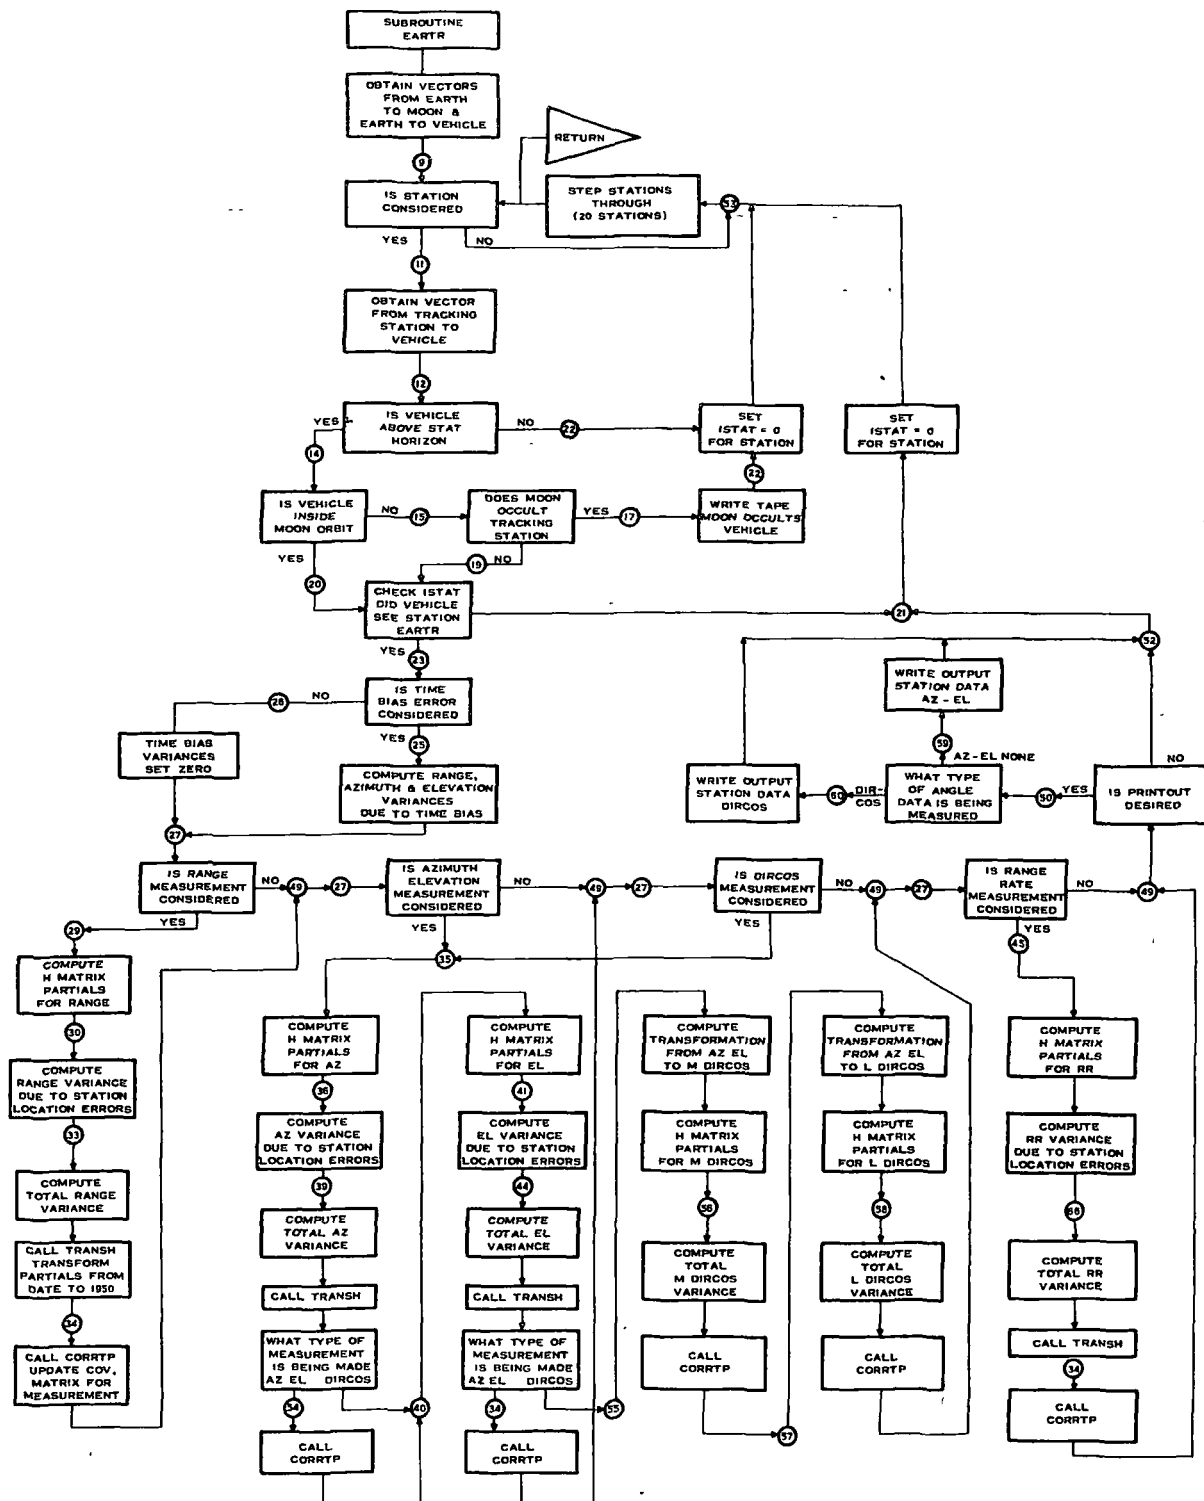 SUBROUTINE
EARTR
OBTAIN VECTORS
FROM EARTH
TO MOON &
EARTH TO VEHICLE
RETURN
9
IS STATION
CONSIDERED
STEP STATIONS
THROUGH
(20 STATIONS)
53
YES
NO
11
OBTAIN VECTOR
FROM TRACKING
STATION TO
VEHICLE
12
IS VEHICLE
ABOVE STAT
HORIZON
YES
NO
22
SET
ISTAT = 0
FOR STATION
SET
ISTAT = 0
FOR STATION
14
22
IS VEHICLE
INSIDE
MOON ORBIT
NO
15
DOES MOON
OCCULT
TRACKING
STATION
YES
17
WRITE TAPE
MOON OCCULTS
VEHICLE
YES
19
NO
20
CHECK ISTAT
DID VEHICLE
SEE STATION
EARTR
21
52
YES
23
WRITE OUTPUT
STATION DATA
AZ - EL
28
NO
IS TIME
BIAS ERROR
CONSIDERED
YES
25
59
AZ-EL NONE
NO
TIME BIAS
VARIANCES
SET ZERO
COMPUTE RANGE,
AZIMUTH & ELEVATION
VARIANCES
DUE TO TIME BIAS
WRITE OUTPUT
STATION DATA
DIRCOS
60
DIR-
COS
WHAT TYPE
OF ANGLE
DATA IS BEING
MEASURED
50
YES
IS PRINTOUT
DESIRED
27
IS RANGE
MEASUREMENT
CONSIDERED
NO
49
27
IS AZIMUTH
ELEVATION
MEASUREMENT
CONSIDERED
NO
49
27
IS DIRCOS
MEASUREMENT
CONSIDERED
NO
49
27
IS RANGE
RATE
MEASUREMENT
CONSIDERED
NO
49
YES
29
YES
35
YES
YES
45
COMPUTE
H MATRIX
PARTIALS
FOR RANGE
30
COMPUTE
RANGE VARIANCE
DUE TO STATION
LOCATION ERRORS
33
COMPUTE
TOTAL RANGE
VARIANCE
CALL TRANSH
TRANSFORM
PARTIALS FROM
DATE TO 1950
34
CALL CORRTP
UPDATE COV,
MATRIX FOR
MEASUREMENT
COMPUTE
H MATRIX
PARTIALS
FOR AZ
36
COMPUTE
AZ VARIANCE
DUE TO STATION
LOCATION ERRORS
39
COMPUTE
TOTAL AZ
VARIANCE
CALL TRANSH
WHAT TYPE OF
MEASUREMENT
IS BEING MADE
AZ EL DIRCOS
54
40
CALL
CORRTP
COMPUTE
H MATRIX
PARTIALS
FOR EL
41
COMPUTE
EL VARIANCE
DUE TO STATION
LOCATION ERRORS
44
COMPUTE
TOTAL EL
VARIANCE
CALL TRANSH
WHAT TYPE OF
MEASUREMENT
IS BEING MADE
AZ EL DIRCOS
34
55
CALL
CORRTP
COMPUTE
TRANSFORMATION
FROM AZ EL
TO M DIRCOS
COMPUTE
H MATRIX
PARTIALS
FOR M DIRCOS
56
COMPUTE
TOTAL
M DIRCOS
VARIANCE
CALL
CORRTP
57
COMPUTE
TRANSFORMATION
FROM AZ EL
TO L DIRCOS
COMPUTE
H MATRIX
PARTIALS
FOR L DIRCOS
58
COMPUTE
TOTAL
L DIRCOS
VARIANCE
CALL
CORRTP
COMPUTE
H MATRIX
PARTIALS
FOR RR
COMPUTE
RR VARIANCE
DUE TO STATION
LOCATION ERRORS
COMPUTE
TOTAL RR
VARIANCE
CALL TRANSH
34
CALL
CORRTP